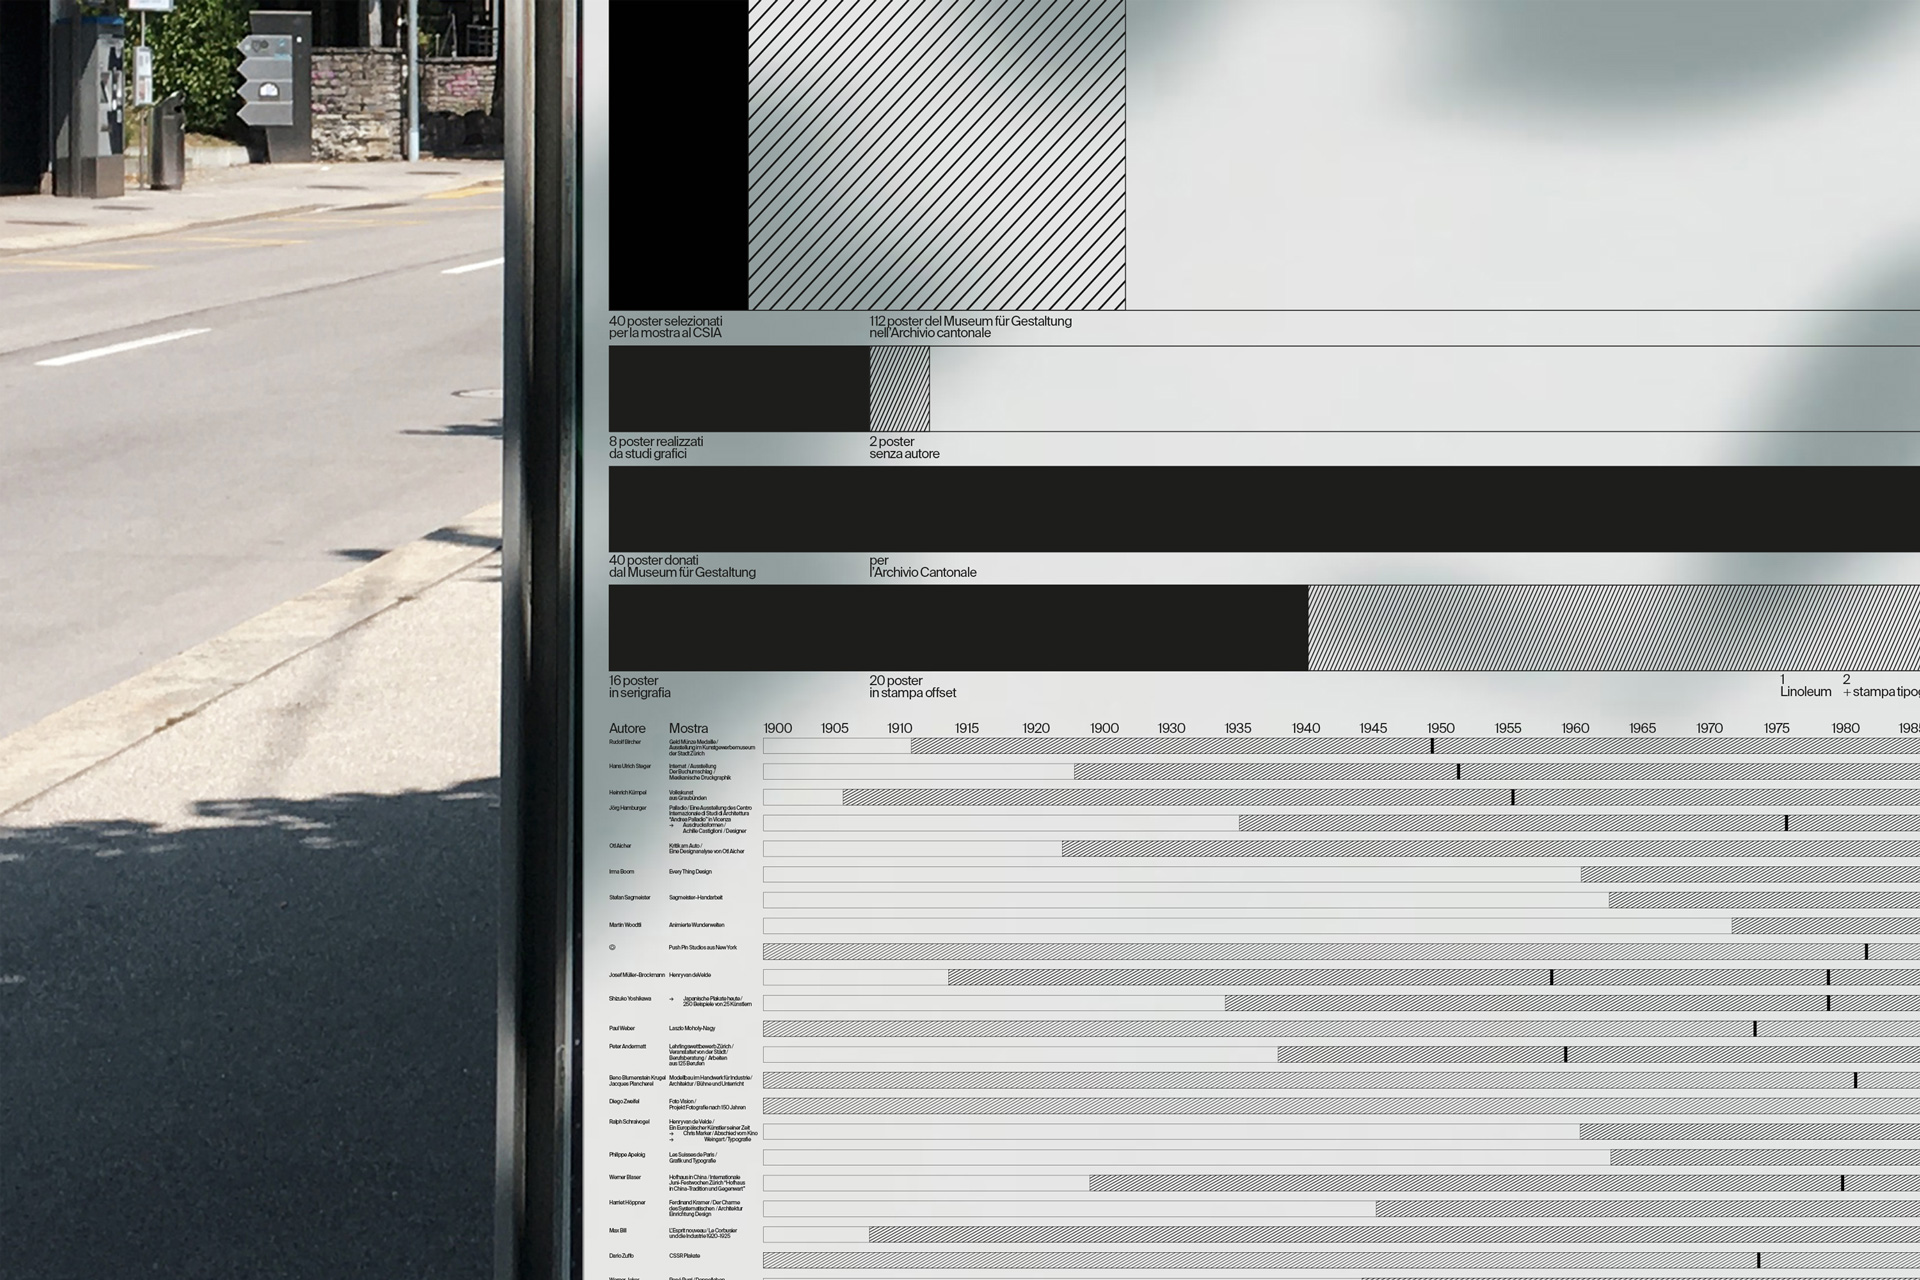 40 poster selezionati
per la mostra al CSIA
112 poster del Museum für Gestaltung
nell'Archivio cantonale
8 poster realizzati
da studi grafici
2 poster
senza autore
40 poster donati
dal Museum für Gestaltung
per
l'Archivio Cantonale
16 poster
in serigrafia
20 poster
in stampa offset
1
Linoleum
2
+ stampa tipog
Autore Mostra 1900 1905 1910 1915 1920 1900 1930 1935 1940 1945 1950 1955 1960 1965 1970 1975 1980 1985
Rudolf Bircher
Geld Münze Medaille /
Ausstellung im Kunstgewerbemuseum
der Stadt Zürich
Hans Ulrich Steger
Internat / Ausstellung
Der Buchumschlag /
Mexikanische Druckgraphik
Heinrich Kümpel
Volkskunst
aus Graubünden
Jörg Hamburger
Palladio / Eine Ausstellung des Centro
Internazionale di Studi di Architettura
"Andrea Palladio" in Vicenza
→ Ausdrucksformen /
Achille Castiglioni / Designer
Otl Aicher
Kritik am Auto /
Eine Designanalyse von Otl Aicher
Irma Boom
Every Thing Design
Stefan Sagmeister
Sagmeister-Handarbeit
Martin Woodtli
Animierte Wunderwelten
Push Pin Studios aus New York
Josef Müller-Brockmann
Henry van de Velde
Shizuko Yoshikawa
→ Japanische Plakate heute /
250 Beispiele von 25 Künstlern
Paul Weber
Laszlo Moholy-Nagy
Peter Andermatt
Lehrlingswettbewerb Zürich /
Veranstaltet von der Stadt /
Berufsberatung / Arbeiten
aus 125 Berufen
Beno Blumenstein Krugel
Jacques Plancherel
Modellbau im Handwerk für Industrie /
Architektur / Bühne und Unterricht
Diego Zweifel
Foto Vision /
Projekt Fotografie nach 150 Jahren
Ralph Schraivogel
Henry van de Velde /
Ein Europäischer Künstler seiner Zeit
→ Chris Marker / Abschied vom Kino
→ Weingart / Typografie
Philippe Apeloig
Les Suisses de Paris /
Grafik und Typografie
Werner Blaser
Hofhaus in China / Internationale
Juni-Festwochen Zürich "Hofhaus
in China-Tradition und Gegenwart"
Harriet Höppner
Ferdinand Kramer / Der Charme
des Systematischen / Architektur
Einrichtung Design
Max Bill
L'Esprit nouveau / Le Corbusier
und die Industrie 1920-1925
Dario Zuffo
CSSR Plakate